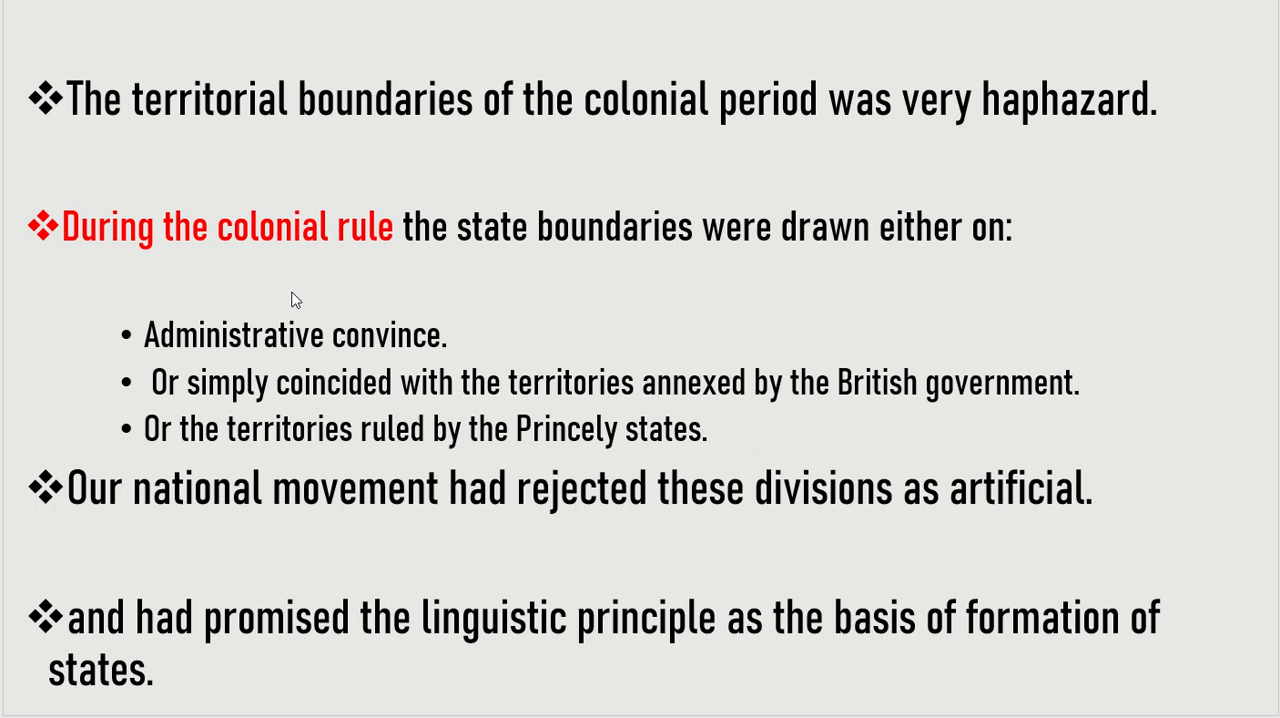 ❖The territorial boundaries of the colonial period was very haphazard.
❖During the colonial rule the state boundaries were drawn either on:
• Administrative convince.
• Or simply coincided with the territories annexed by the British government.
• Or the territories ruled by the Princely states.
❖Our national movement had rejected these divisions as artificial.
❖and had promised the linguistic principle as the basis of formation of
states.